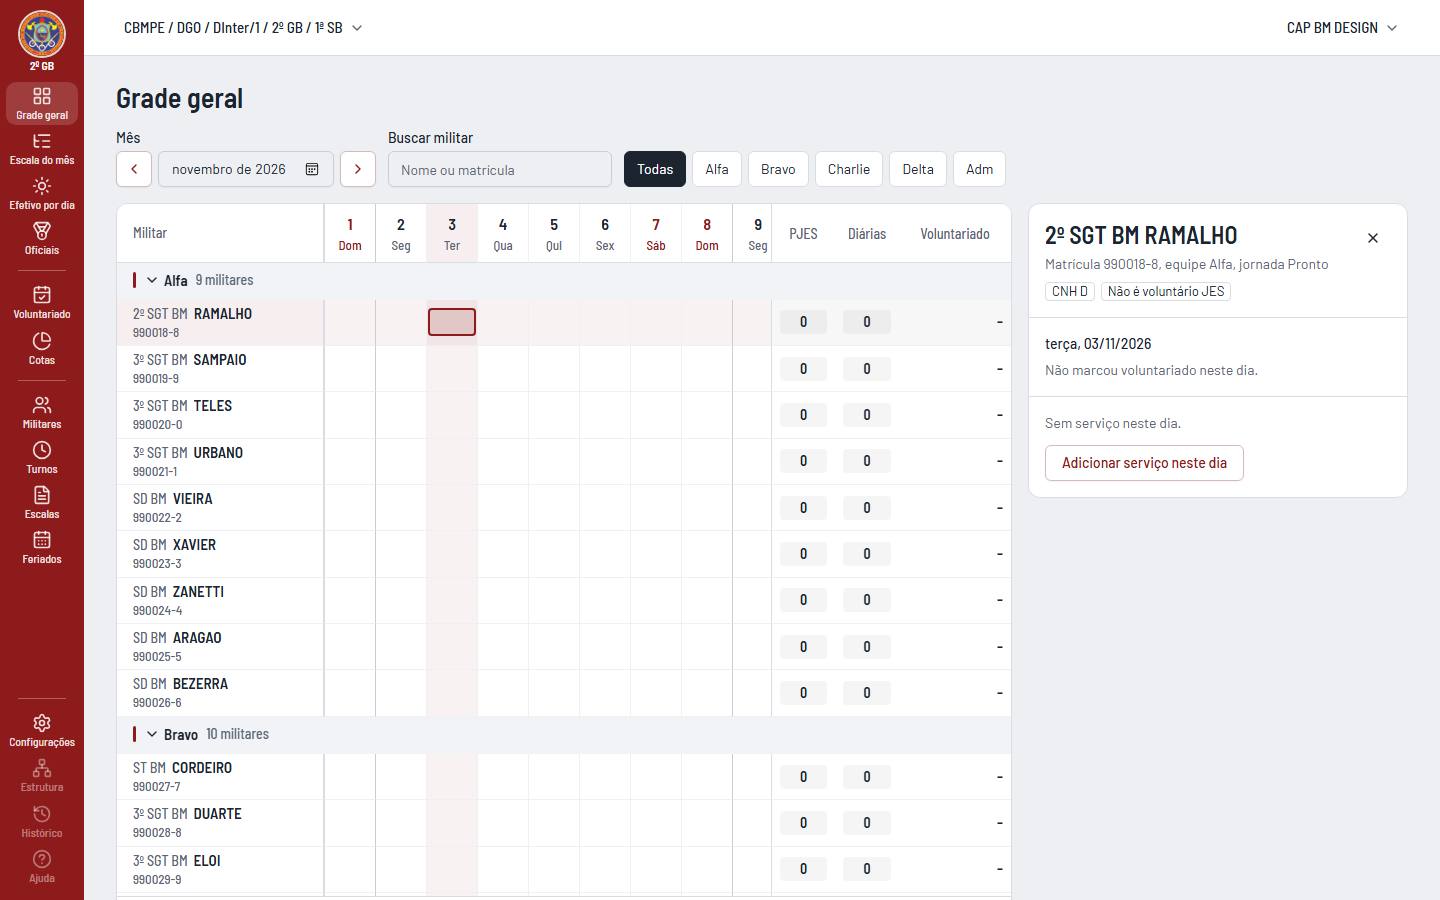 CBMPE / DGO / DInter/1 / 2º GB / 1ª SB
CAP BM DESIGN
2º GB
Grade geral
Escala do mês
Efetivo por dia
Oficiais
Voluntariado
Cotas
Militares
Turnos
Escalas
Feriados
Configurações
Estrutura
Histórico
Ajuda
Grade geral
Mês
Buscar militar
novembro de 2026
Nome ou matrícula
Todas
Alfa
Bravo
Charlie
Delta
Adm
Militar
1 2 3 4 5 6 7 8 9
Dom Seg Ter Qua Qui Sex Sáb Dom Seg
PJES Diárias Voluntariado
Alfa 9 militares
2º SGT BM RAMALHO 0 0 -
990018-8
3º SGT BM SAMPAIO 0 0 -
990019-9
3º SGT BM TELES 0 0 -
990020-0
3º SGT BM URBANO 0 0 -
990021-1
SD BM VIEIRA 0 0 -
990022-2
SD BM XAVIER 0 0 -
990023-3
SD BM ZANETTI 0 0 -
990024-4
SD BM ARAGAO 0 0 -
990025-5
SD BM BEZERRA 0 0 -
990026-6
Bravo 10 militares
ST BM CORDEIRO 0 0 -
990027-7
3º SGT BM DUARTE 0 0 -
990028-8
3º SGT BM ELOI 0 0 -
990029-9
2º SGT BM RAMALHO
Matrícula 990018-8, equipe Alfa, jornada Pronto
CNH D
Não é voluntário JES
terça, 03/11/2026
Não marcou voluntariado neste dia.
Sem serviço neste dia.
Adicionar serviço neste dia